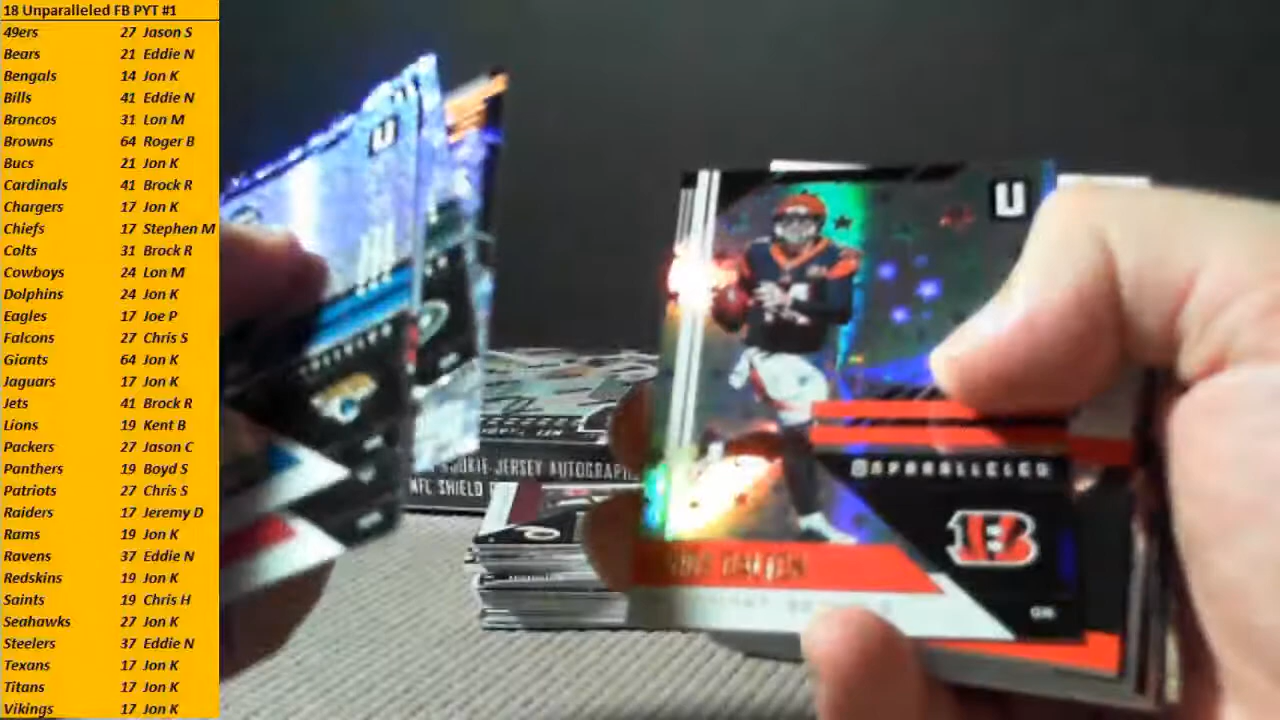 18 Unparalleled FB PYT #1
49ers 27 Jason S
Bears 21 Eddie N
Bengals 14 Jon K
Bills 41 Eddie N
Broncos 31 Lon M
Browns 64 Roger B
Bucs 21 Jon K
Cardinals 41 Brock R
Chargers 17 Jon K
Chiefs 17 Stephen M
Colts 31 Brock R
Cowboys 24 Lon M
Dolphins 24 Jon K
Eagles 17 Joe P
Falcons 27 Chris S
Giants 64 Jon K
Jaguars 17 Jon K
Jets 41 Brock R
Lions 19 Kent B
Packers 27 Jason C
Panthers 19 Boyd S
Patriots 27 Chris S
Raiders 17 Jeremy D
Rams 19 Jon K
Ravens 37 Eddie N
Redskins 19 Jon K
Saints 19 Chris H
Seahawks 27 Jon K
Steelers 37 Eddie N
Texans 17 Jon K
Titans 17 Jon K
Vikings 17 Jon K
U
U
UNPARALLELED
B
QB
ROOKIE JERSEY AUTOGRAPH
NFL SHIELD